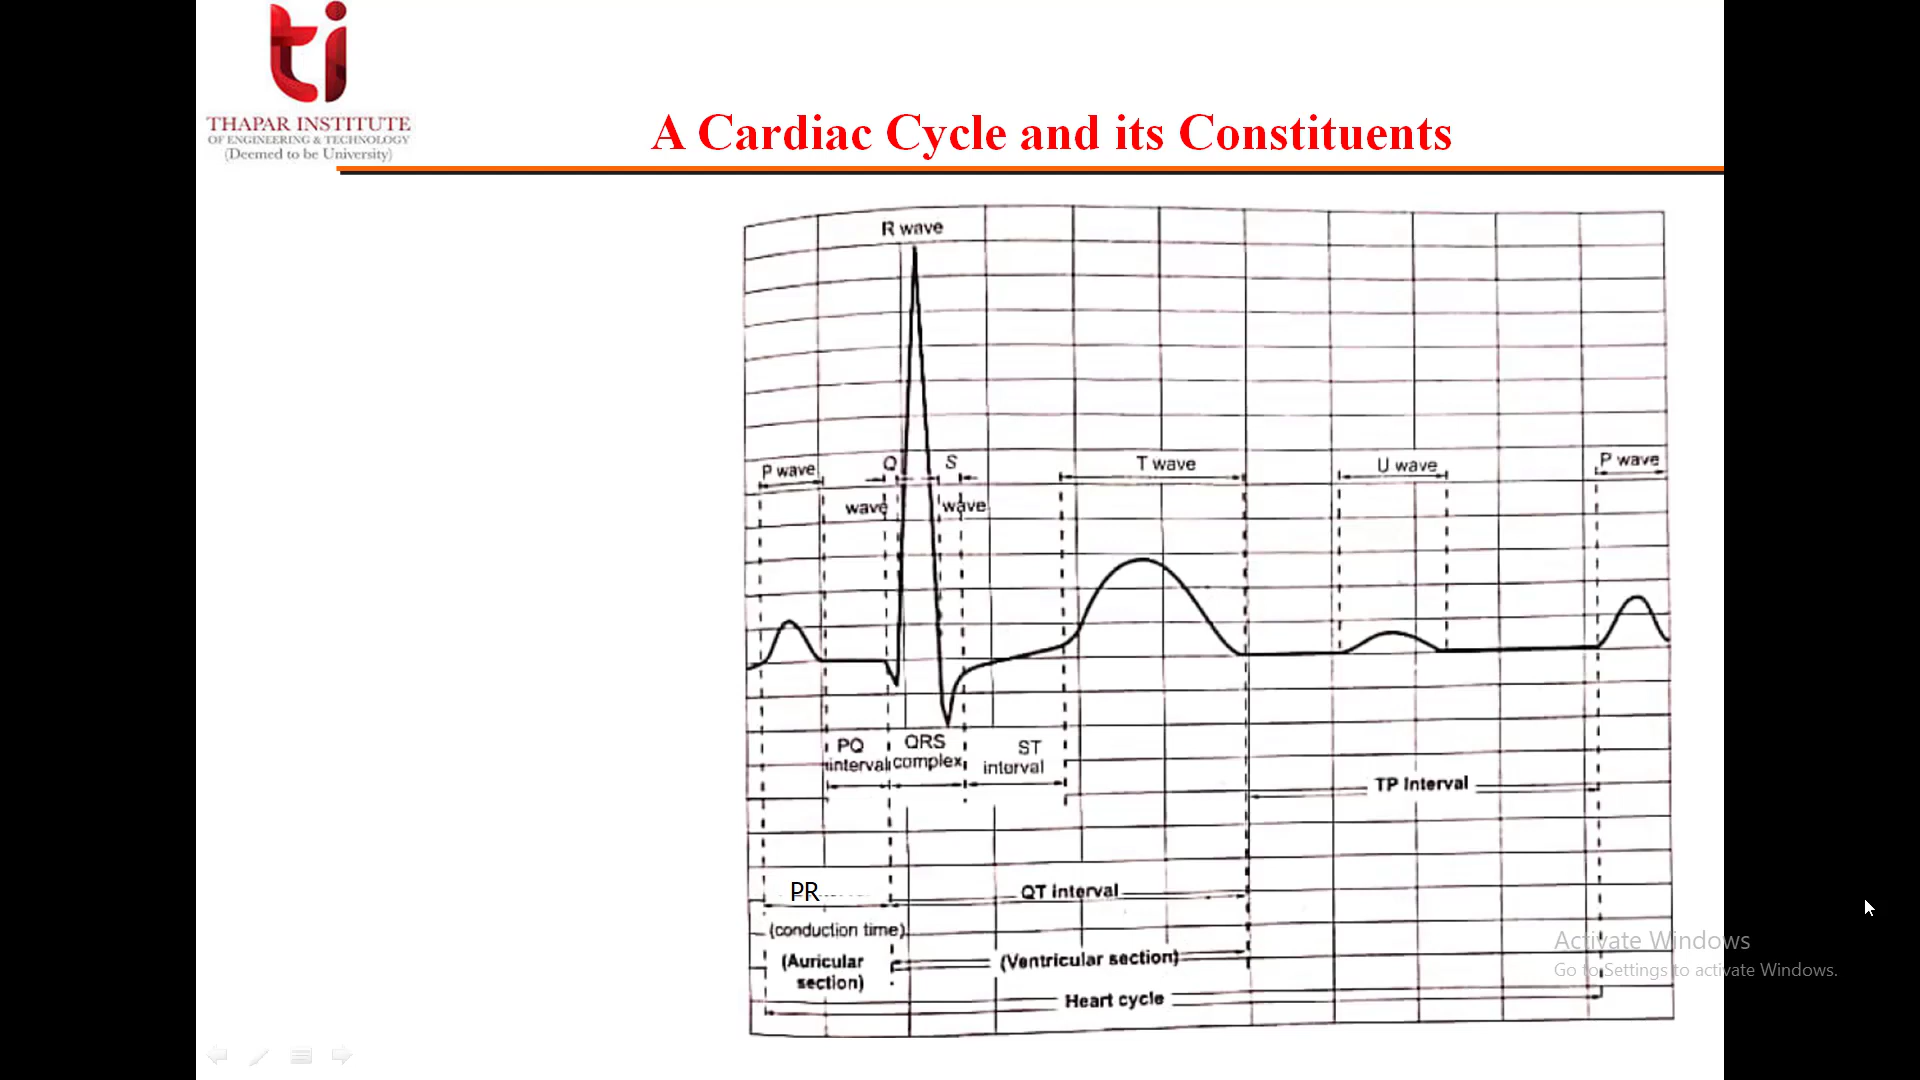 THAPAR INSTITUTE
OF ENGINEERING & TECHNOLOGY
(Deemed to be University)
A Cardiac Cycle and its Constituents
R wave
P wave
Q
S
T wave
U wave
P wave
wave
wave
PQ
interval
QRS
complex
ST
interval
TP Interval
PR
QT interval
(conduction time)
(Auricular
section)
(Ventricular section)
Heart cycle
Activate Windows
Go to Settings to activate Windows.